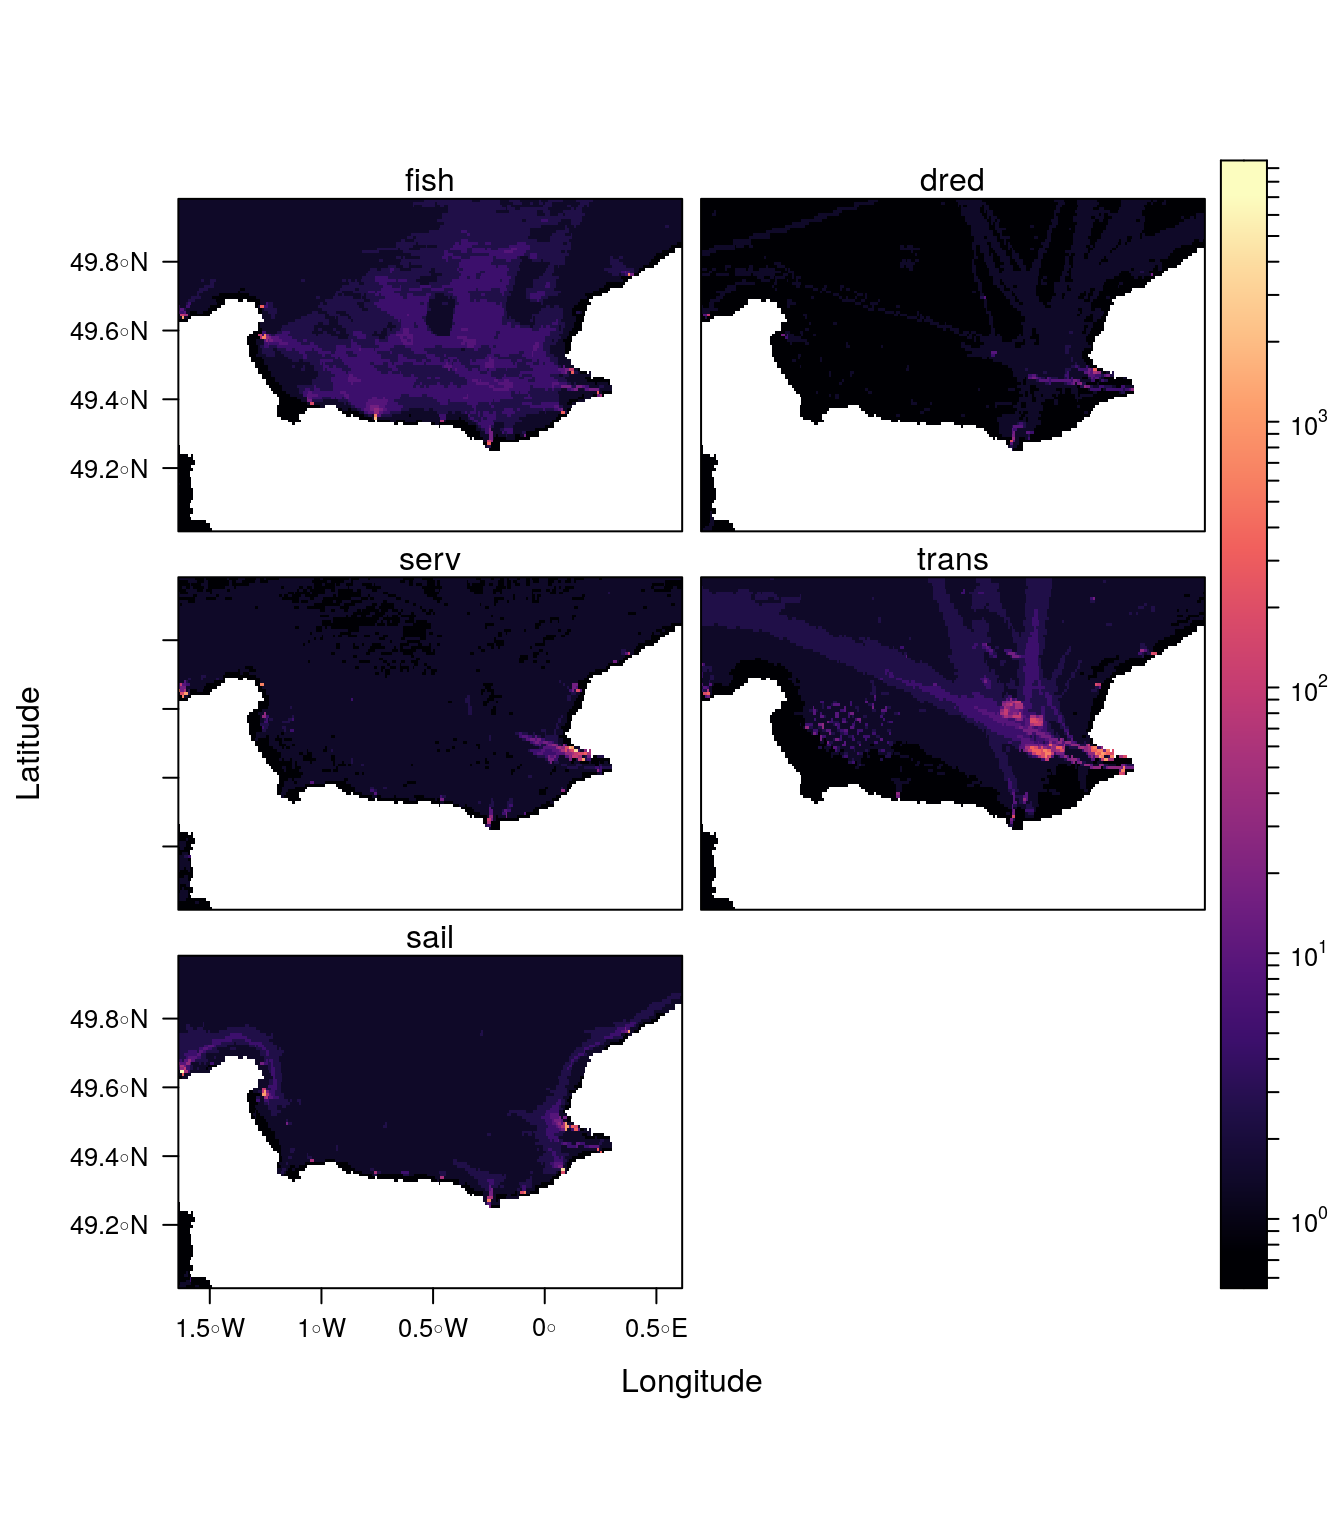 fish
dred
49.8◦N
49.6◦N
49.4◦N
49.2◦N
10³
10²
10¹
10⁰
serv
trans
Latitude
sail
49.8◦N
49.6◦N
49.4◦N
49.2◦N
1.5◦W 1◦W 0.5◦W 0◦ 0.5◦E
Longitude